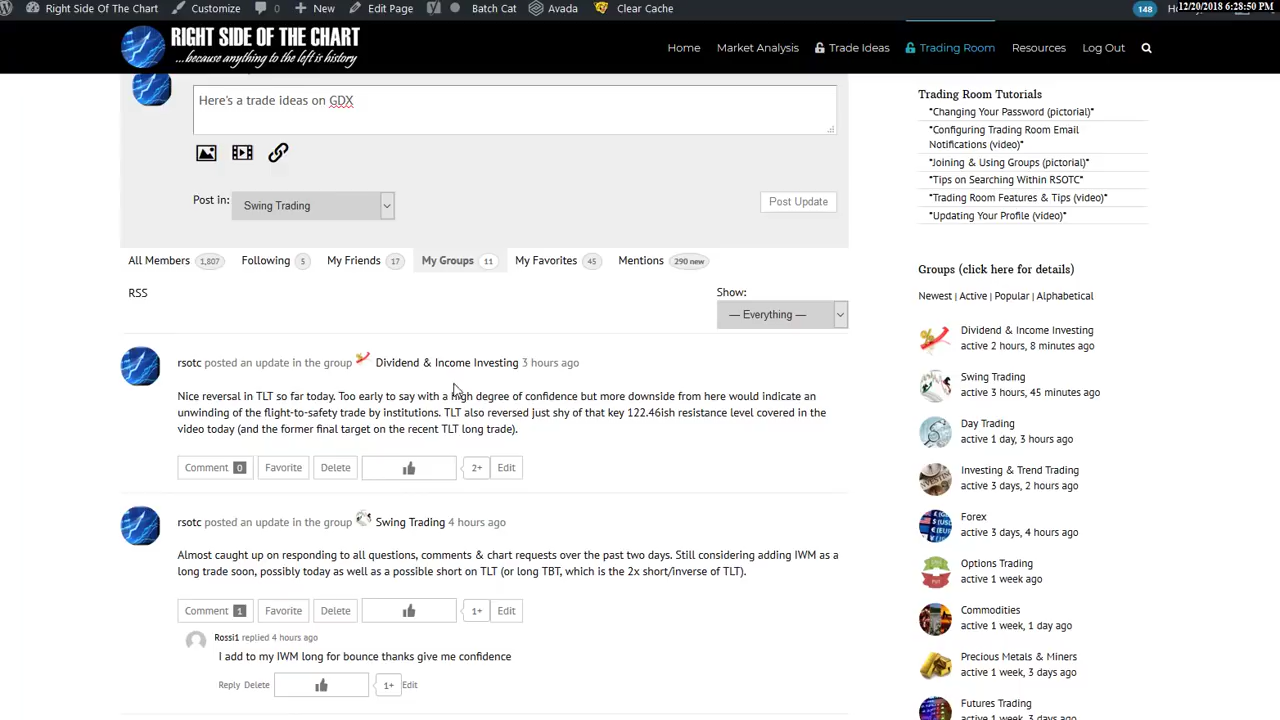 Right Side Of The Chart Customize 0 New Edit Page Batch Cat Avada Clear Cache 148 12/20/2018 6:28:50 PM
RIGHT SIDE OF THE CHART
...because anything to the left is history
Home Market Analysis Trade Ideas Trading Room Resources Log Out
Here's a trade ideas on GDX
Post in: Swing Trading Post Update
All Members 1,807 Following 5 My Friends 17 My Groups 11 My Favorites 45 Mentions 290 new
RSS
Show:
— Everything —
rsotc posted an update in the group Dividend & Income Investing 3 hours ago
Nice reversal in TLT so far today. Too early to say with a high degree of confidence but more downside from here would indicate an
unwinding of the flight-to-safety trade by institutions. TLT also reversed just shy of that key 122.46ish resistance level covered in the
video today (and the former final target on the recent TLT long trade).
Comment 0 Favorite Delete 2+ Edit
rsotc posted an update in the group Swing Trading 4 hours ago
Almost caught up on responding to all questions, comments & chart requests over the past two days. Still considering adding IWM as a
long trade soon, possibly today as well as a possible short on TLT (or long TBT, which is the 2x short/inverse of TLT).
Comment 1 Favorite Delete 1+ Edit
Rossi1 replied 4 hours ago
I add to my IWM long for bounce thanks give me confidence
Reply Delete 1+ Edit
Trading Room Tutorials
*Changing Your Password (pictorial)*
*Configuring Trading Room Email
Notifications (video)*
*Joining & Using Groups (pictorial)*
*Tips on Searching Within RSOTC*
*Trading Room Features & Tips (video)*
*Updating Your Profile (video)*
Groups (click here for details)
Newest | Active | Popular | Alphabetical
Dividend & Income Investing
active 2 hours, 8 minutes ago
Swing Trading
active 3 hours, 45 minutes ago
Day Trading
active 1 day, 3 hours ago
Investing & Trend Trading
active 3 days, 2 hours ago
Forex
active 3 days, 4 hours ago
Options Trading
active 1 week ago
Commodities
active 1 week, 1 day ago
Precious Metals & Miners
active 1 week, 3 days ago
Futures Trading
active 1 week, 3 days ago